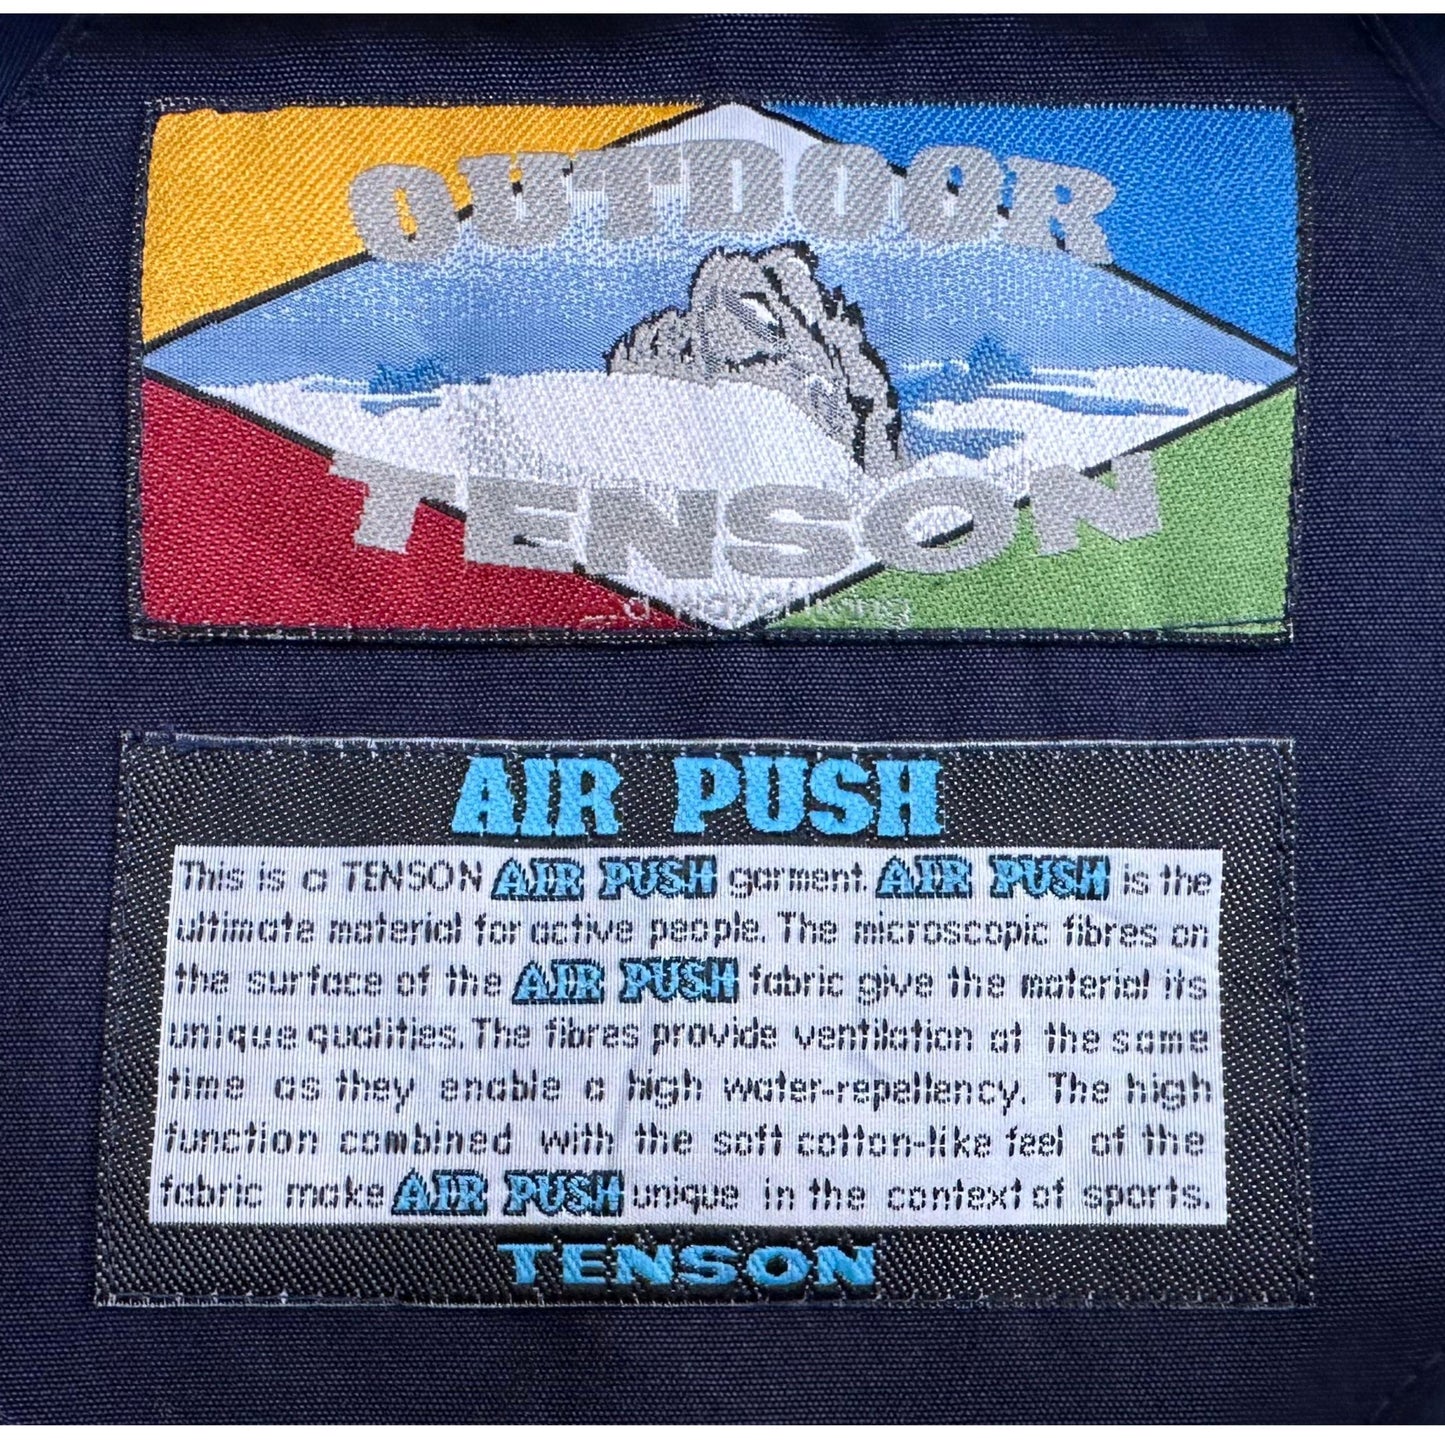 OUTDOOR
TENSON
AIR PUSH
This is a TENSON AIR PUSH garment. AIR PUSH is the
ultimate material for active people. The microscopic fibres on
the surface of the AIR PUSH fabric give the material its
unique qualities. The fibres provide ventilation at the same
time as they enable a high water-repellency. The high
function combined with the soft cotton-like feel of the
fabric make AIR PUSH unique in the context of sports.
TENSON